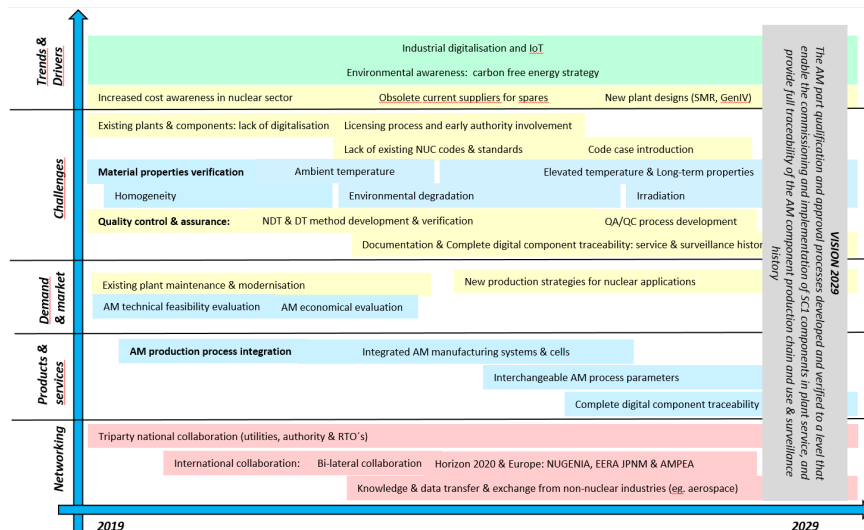 Trends &
Drivers
Industrial digitalisation and IoT
Environmental awareness: carbon free energy strategy
Increased cost awareness in nuclear sector
Obsolete current suppliers for spares
New plant designs (SMR, GenIV)
Challenges
Existing plants & components: lack of digitalisation
Licensing process and early authority involvement
Lack of existing NUC codes & standards
Code case introduction
Material properties verification
Ambient temperature
Elevated temperature & Long-term properties
Homogeneity
Environmental degradation
Irradiation
Quality control & assurance:
NDT & DT method development & verification
QA/QC process development
Documentation & Complete digital component traceability: service & surveillance histor
Demand
& market
Existing plant maintenance & modernisation
New production strategies for nuclear applications
AM technical feasibility evaluation
AM economical evaluation
Products &
services
AM production process integration
Integrated AM manufacturing systems & cells
Interchangeable AM process parameters
Complete digital component traceability
Networking
Triparty national collaboration (utilities, authority & RTO´s)
International collaboration:
Bi-lateral collaboration
Horizon 2020 & Europe: NUGENIA, EERA JPNM & AMPEA
Knowledge & data transfer & exchange from non-nuclear industries (eg. aerospace)
VISION 2029
The AM part qualification and approval processes developed and verified to a level that
enable the commissioning and implementation of SC1 components in plant service, and
provide full traceability of the AM component production chain and use & surveillance
history
2019
2029